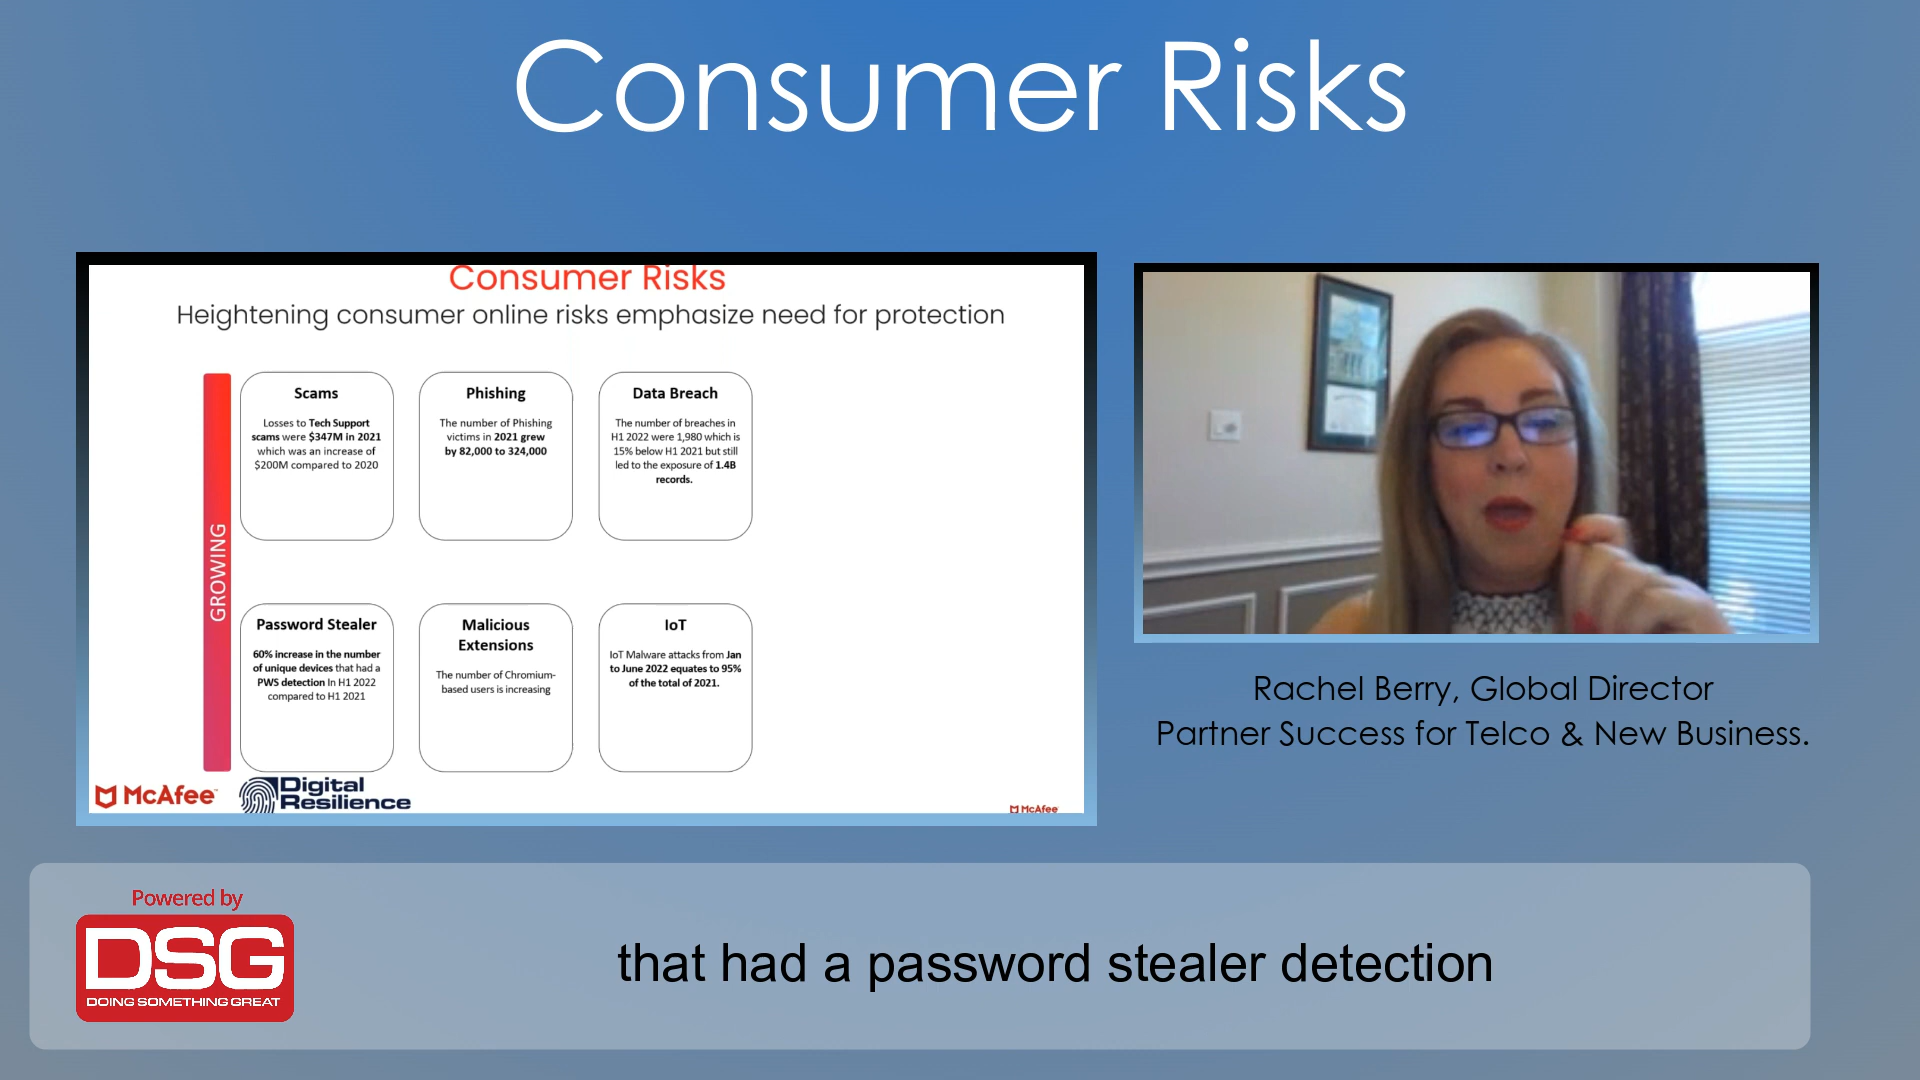 Consumer Risks
Consumer Risks
Heightening consumer online risks emphasize need for protection
GROWING
Scams
Losses to Tech Support
scams were $347M in 2021
which was an increase of
$200M compared to 2020
Phishing
The number of Phishing
victims in 2021 grew
by 82,000 to 324,000
Data Breach
The number of breaches in
H1 2022 were 1,980 which is
15% below H1 2021 but still
led to the exposure of 1.4B
records.
Password Stealer
60% increase in the number
of unique devices that had a
PWS detection In H1 2022
compared to H1 2021
Malicious
Extensions
The number of Chromium-
based users is increasing
IoT
IoT Malware attacks from Jan
to June 2022 equates to 95%
of the total of 2021.
McAfee™
Digital
Resilience
McAfee
Rachel Berry, Global Director
Partner Success for Telco & New Business.
Powered by
DSG
DOING SOMETHING GREAT
that had a password stealer detection